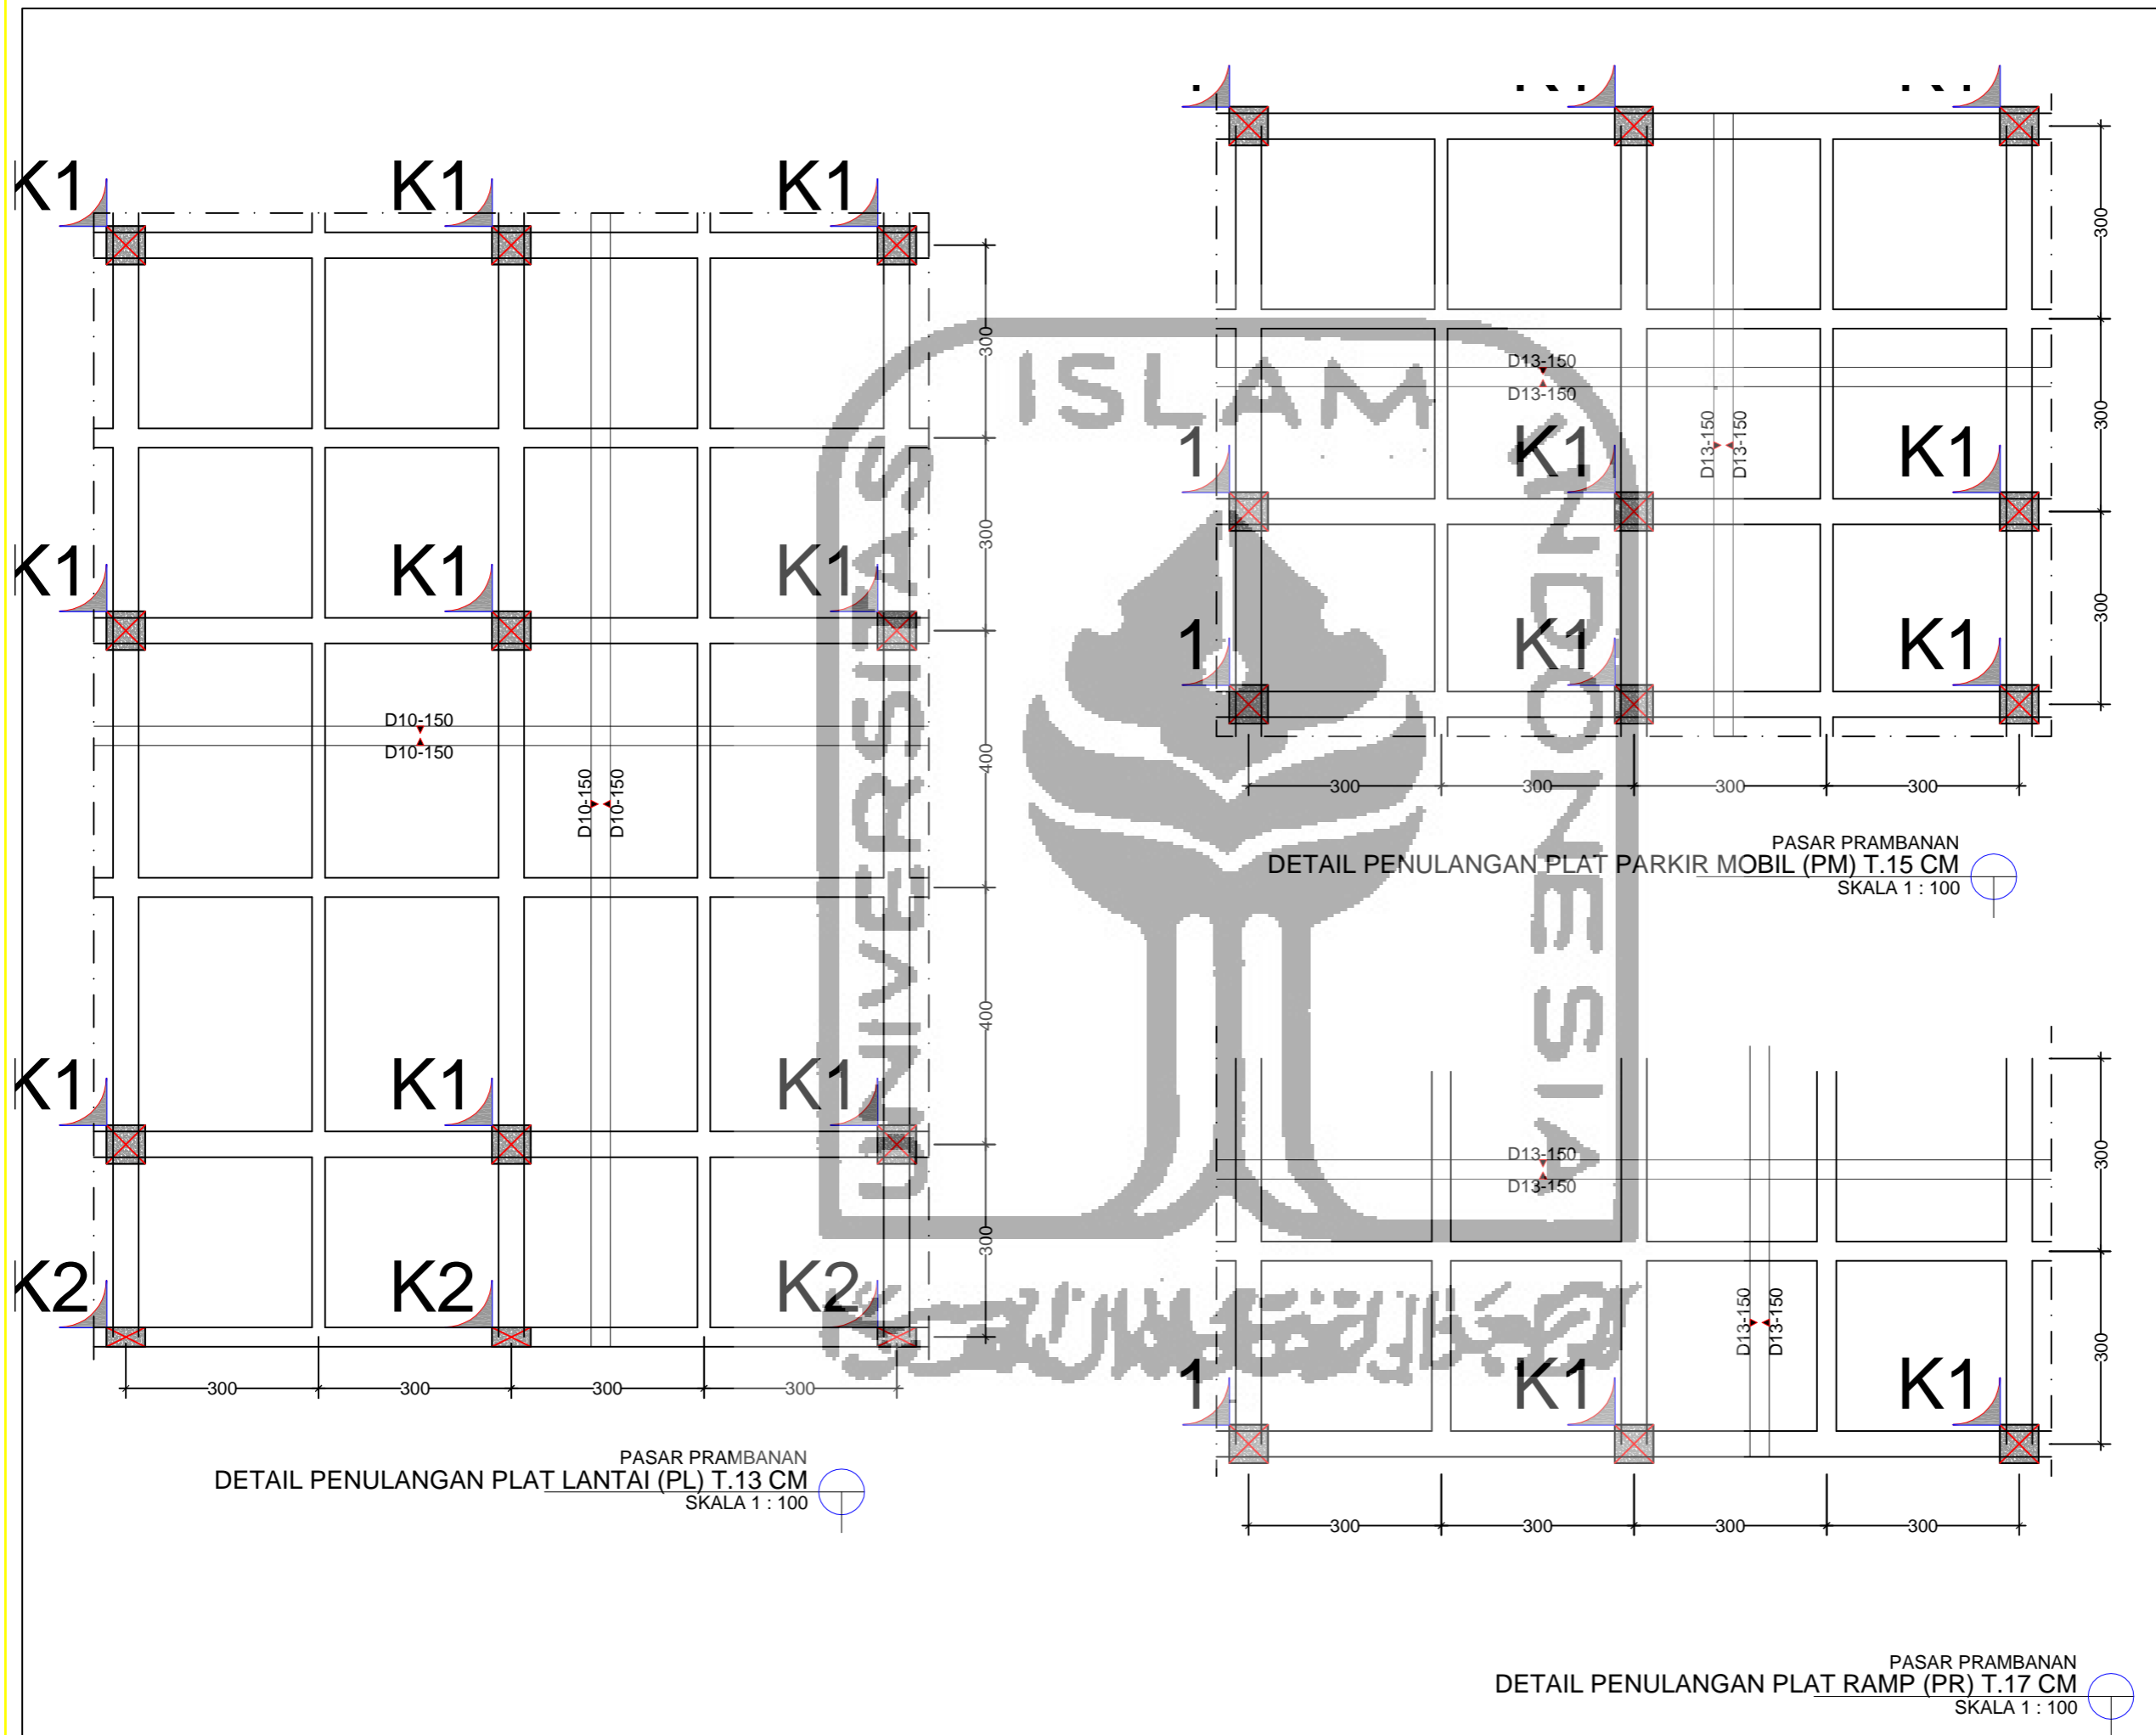 K1 K1 K1
300
300
K1 K1 K1
D10-150
D10-150
D10-150
D10-150
400
400
K1 K1 K1
300
K2 K2 K2
300 300 300 300
PASAR PRAMBANAN
DETAIL PENULANGAN PLAT LANTAI (PL) T.13 CM
SKALA 1 : 100
300
D13-150
D13-150
D13-150
D13-150
300
1 K1 K1
300
1 K1 K1
300 300 300 300
PASAR PRAMBANAN
DETAIL PENULANGAN PLAT PARKIR MOBIL (PM) T.15 CM
SKALA 1 : 100
D13-150
D13-150
300
D13-150
D13-150
300
1 K1 K1
300 300 300 300
PASAR PRAMBANAN
DETAIL PENULANGAN PLAT RAMP (PR) T.17 CM
SKALA 1 : 100
UNIVERSITAS
ISLAM
INDONESIA